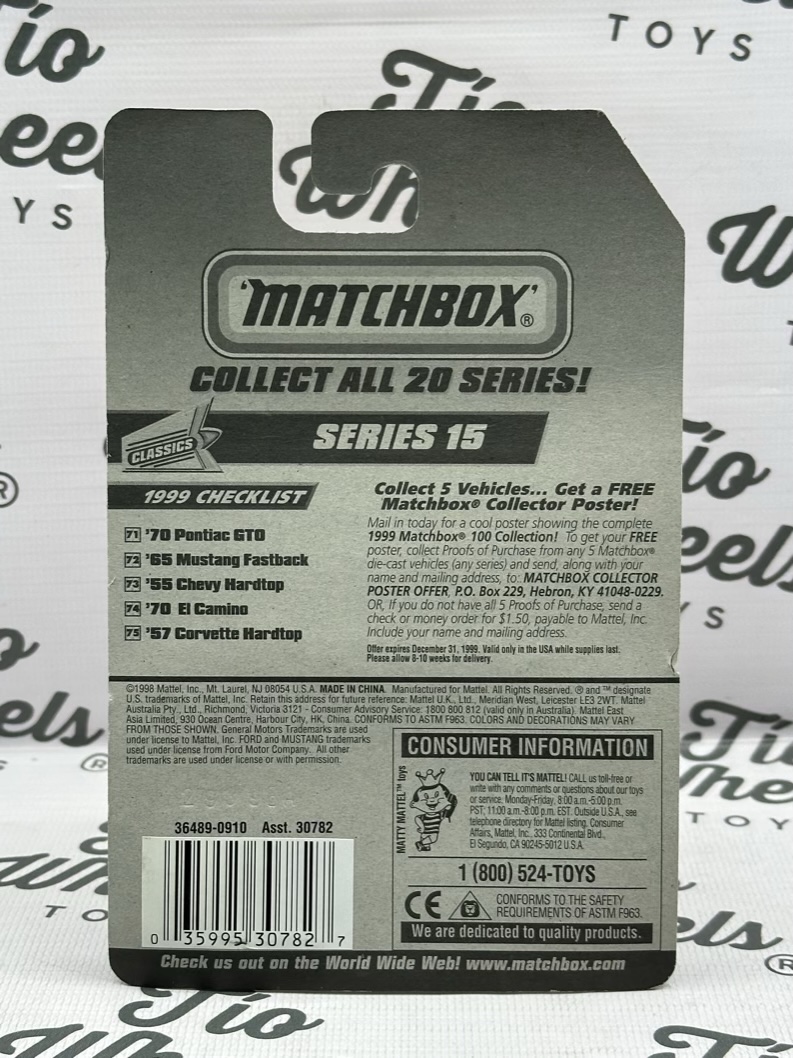 Tío
TOYS
Wheels
TOYS
Tío
Wh
'MATCHBOX'®
COLLECT ALL 20 SERIES!
CLASSICS
SERIES 15
1999 CHECKLIST
71 '70 Pontiac GTO
72 '65 Mustang Fastback
73 '55 Chevy Hardtop
74 '70 El Camino
75 '57 Corvette Hardtop
Collect 5 Vehicles... Get a FREE
Matchbox® Collector Poster!
Mail in today for a cool poster showing the complete
1999 Matchbox® 100 Collection! To get your FREE
poster, collect Proofs of Purchase from any 5 Matchbox®
die-cast vehicles (any series) and send, along with your
name and mailing address, to: MATCHBOX COLLECTOR
POSTER OFFER, P.O. Box 229, Hebron, KY 41048-0229.
OR, If you do not have all 5 Proofs of Purchase, send a
check or money order for $1.50, payable to Mattel, Inc.
Include your name and mailing address.
Offer expires December 31, 1999. Valid only in the USA while supplies last.
Please allow 8-10 weeks for delivery.
©1998 Mattel, Inc., Mt. Laurel, NJ 08054 U.S.A. MADE IN CHINA. Manufactured for Mattel. All Rights Reserved. ® and ™ designate
U.S. trademarks of Mattel, Inc. Retain this address for future reference: Mattel U.K., Ltd., Meridian West, Leicester LE3 2WT. Mattel
Australia Pty., Ltd., Richmond, Victoria 3121 - Consumer Advisory Service: 1800 800 812 (valid only in Australia). Mattel East
Asia Limited, 930 Ocean Centre, Harbour City, HK, China. CONFORMS TO ASTM F963. COLORS AND DECORATIONS MAY VARY
FROM THOSE SHOWN. General Motors Trademarks are used
under license to Mattel, Inc. FORD and MUSTANG trademarks
used under license from Ford Motor Company. All other
trademarks are used under license or with permission.
36489-0910 Asst. 30782
0 35995 30782 7
CONSUMER INFORMATION
MATTY MATTEL™ toys
YOU CAN TELL IT'S MATTEL! CALL us toll-free or
write with any comments or questions about our toys
or service. Monday-Friday, 8:00 a.m.-5:00 p.m.
PST; 11:00 a.m.-8:00 p.m. EST. Outside U.S.A., see
telephone directory for Mattel listing. Consumer
Affairs, Mattel, Inc., 333 Continental Blvd.,
El Segundo, CA 90245-5012 U.S.A.
1 (800) 524-TOYS
CE
CONFORMS TO THE SAFETY
REQUIREMENTS OF ASTM F963.
We are dedicated to quality products.
Check us out on the World Wide Web! www.matchbox.com